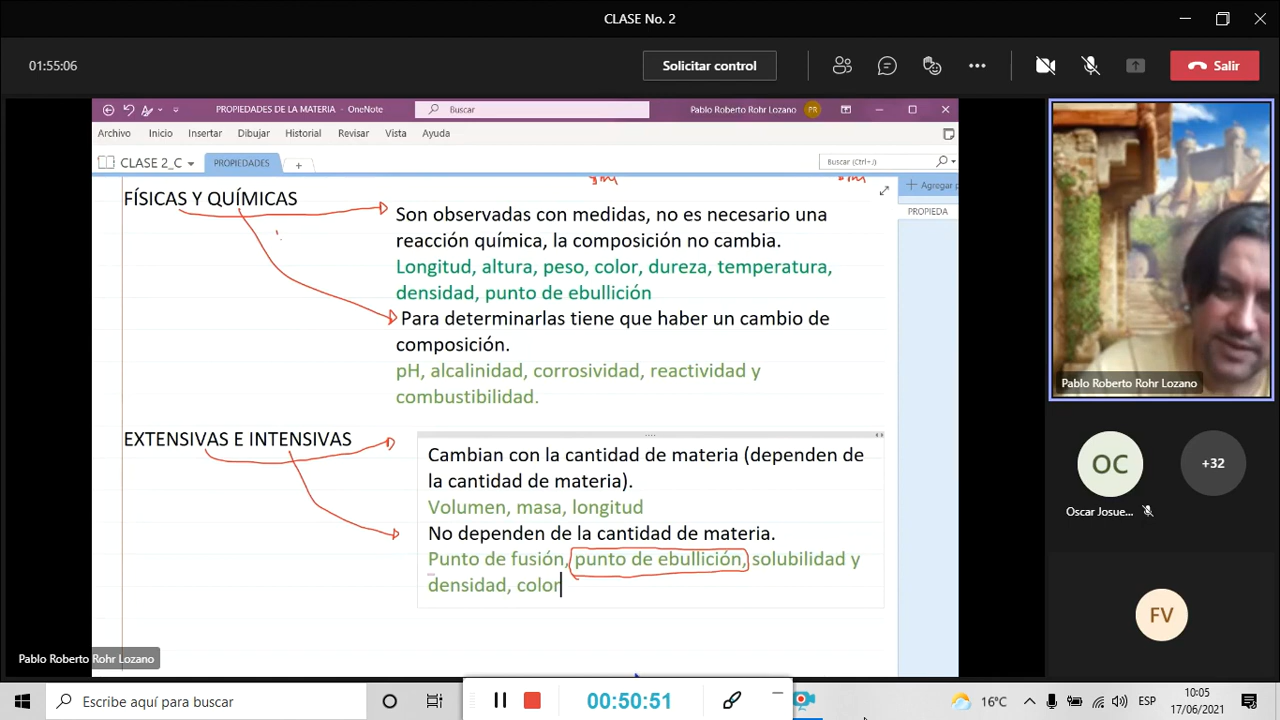 CLASE No. 2
01:55:06
Solicitar control
Salir
PROPIEDADES DE LA MATERIA - OneNote
Buscar
Pablo Roberto Rohr Lozano
PR
Archivo Inicio Insertar Dibujar Historial Revisar Vista Ayuda
CLASE 2_C
PROPIEDADES
Buscar (Ctrl+/)
Agregar p
PROPIEDA
FÍSICAS Y QUÍMICAS
Son observadas con medidas, no es necesario una
reacción química, la composición no cambia.
Longitud, altura, peso, color, dureza, temperatura,
densidad, punto de ebullición
Para determinarlas tiene que haber un cambio de
composición.
pH, alcalinidad, corrosividad, reactividad y
combustibilidad.
EXTENSIVAS E INTENSIVAS
Cambian con la cantidad de materia (dependen de
la cantidad de materia).
Volumen, masa, longitud
No dependen de la cantidad de materia.
Punto de fusión, punto de ebullición, solubilidad y
densidad, color
Pablo Roberto Rohr Lozano
OC
+32
Oscar Josue...
FV
Pablo Roberto Rohr Lozano
Escribe aquí para buscar
00:50:51
16°C
ESP
10:05
17/06/2021